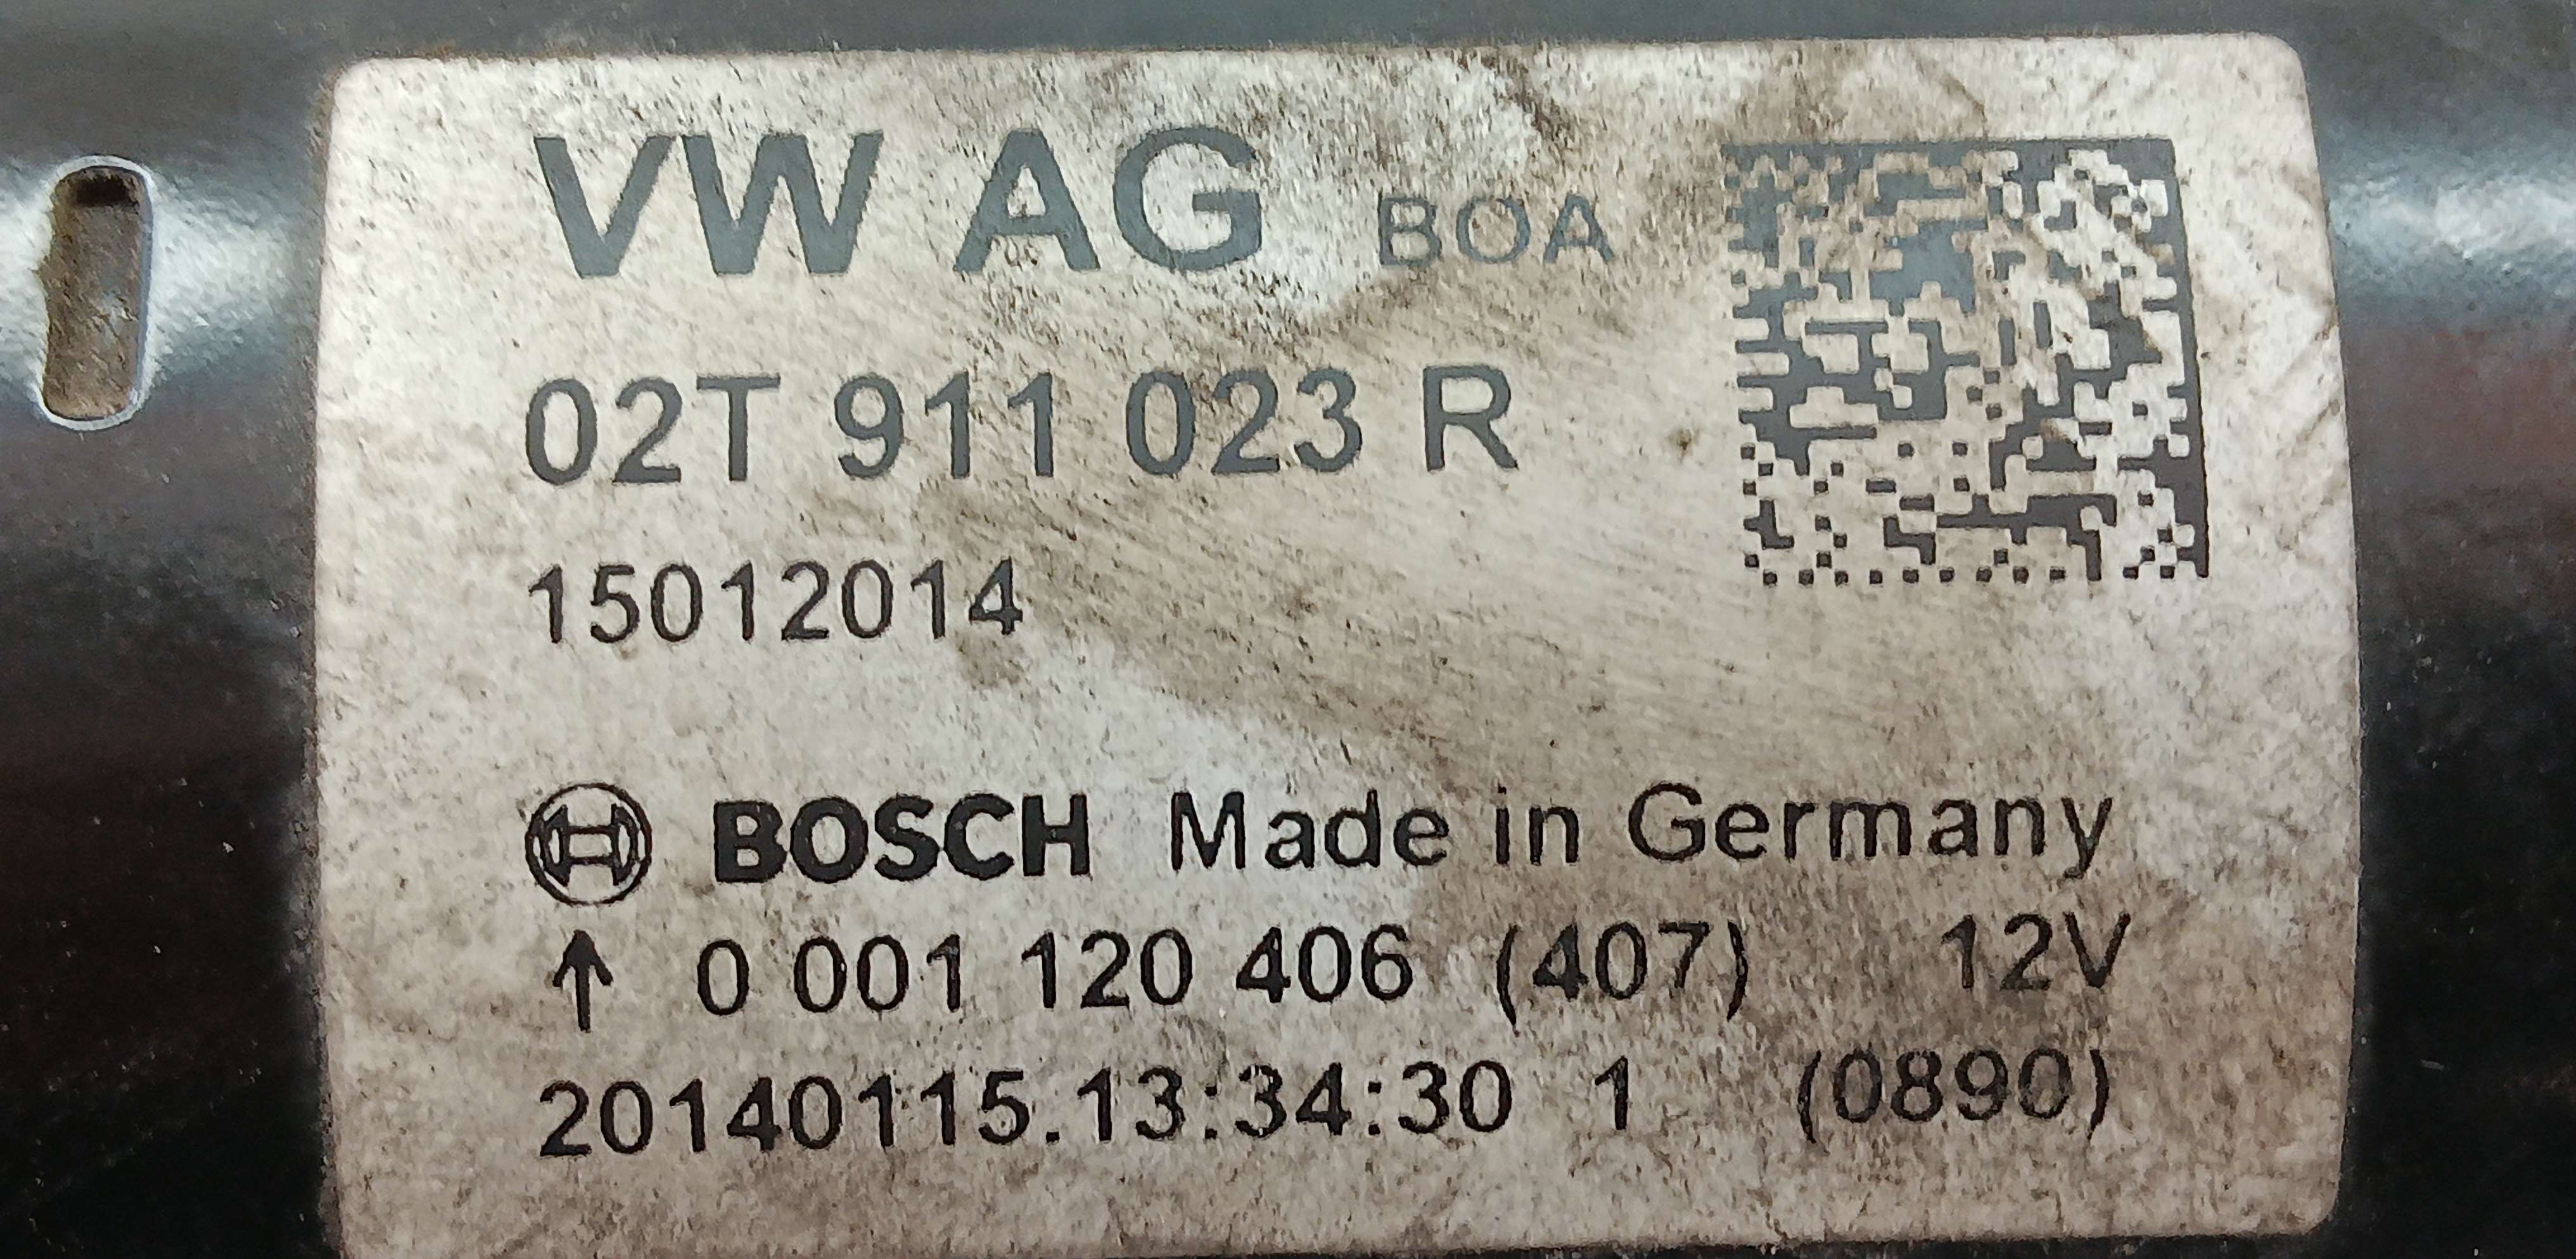 VW AG BOA
02T 911 023 R
15012014
BOSCH Made in Germany
↑ 0 001 120 406 (407) 12V
20140115.13:34:30 1 (0890)